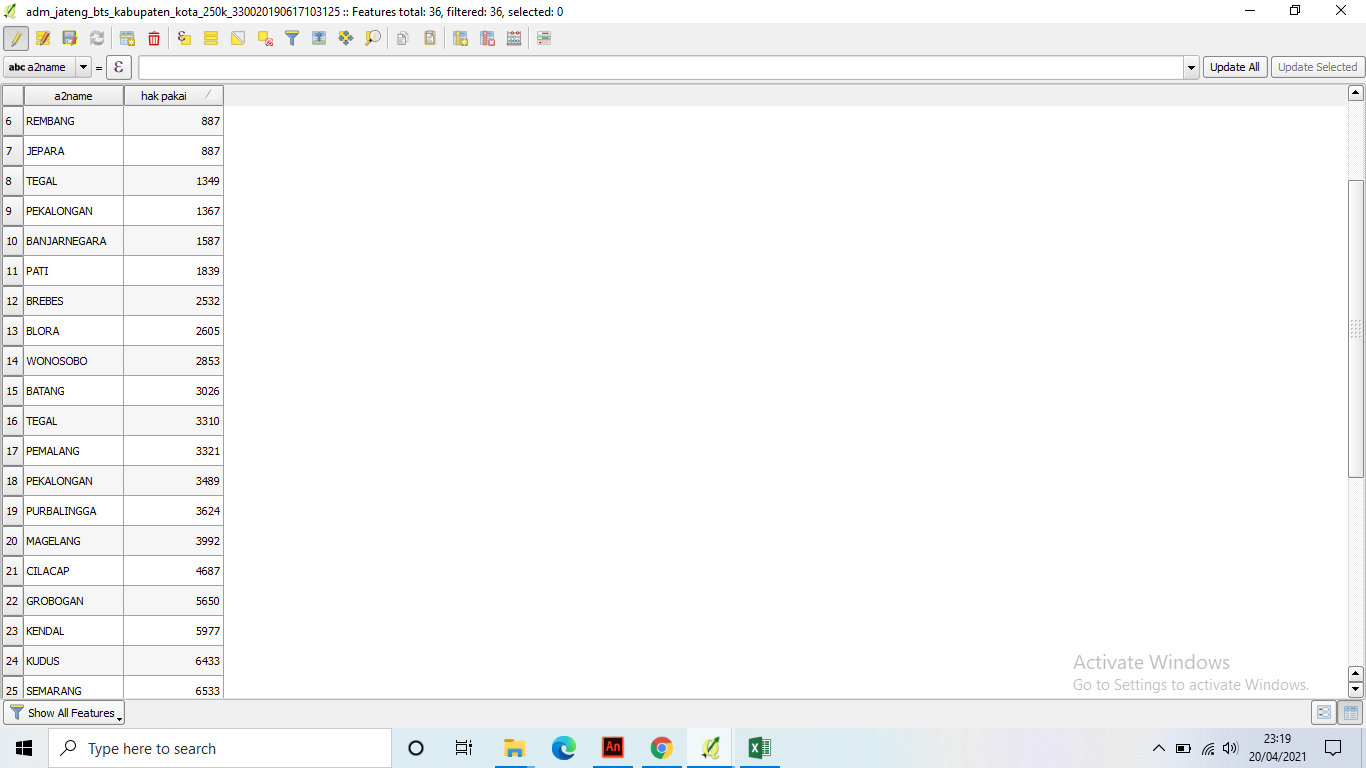 adm_jateng_bts_kabupaten_kota_250k_330020190617103125 :: Features total: 36, filtered: 36, selected: 0
abc a2name = ε Update All Update Selected
a2name hak pakai
6 REMBANG 887
7 JEPARA 887
8 TEGAL 1349
9 PEKALONGAN 1367
10 BANJARNEGARA 1587
11 PATI 1839
12 BREBES 2532
13 BLORA 2605
14 WONOSOBO 2853
15 BATANG 3026
16 TEGAL 3310
17 PEMALANG 3321
18 PEKALONGAN 3489
19 PURBALINGGA 3624
20 MAGELANG 3992
21 CILACAP 4687
22 GROBOGAN 5650
23 KENDAL 5977
24 KUDUS 6433
25 SEMARANG 6533
Activate Windows
Go to Settings to activate Windows.
Show All Features
Type here to search
An
23:19
20/04/2021